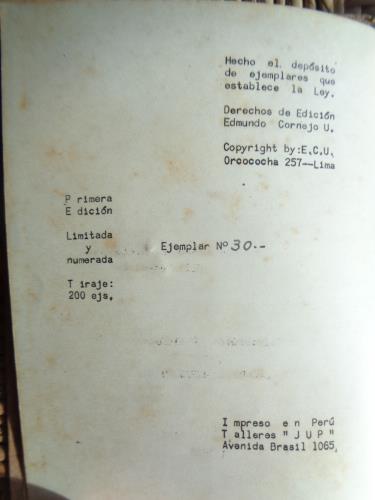 Hecho el depósito
de ejemplares que
establece la Ley.
Derechos de Edición
Edmundo Cornejo U.
Copyright by:E.C.U.
Orcococha 257--Lima
Primera
Edición
Limitada
y
numerada
Ejemplar Nº 30.-
Tiraje:
200 ejs.
Impreso en Perú
Talleres "JUP"
Avenida Brasil 1065,